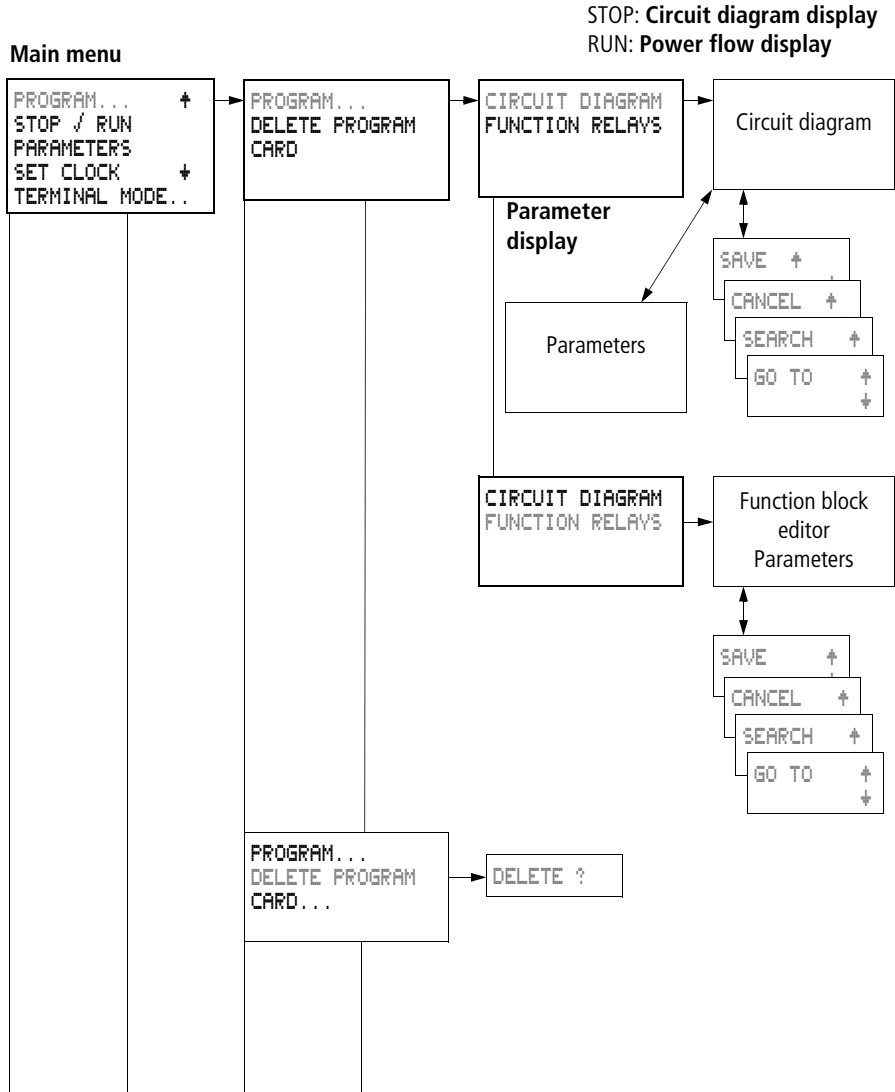 STOP: Circuit diagram display
RUN: Power flow display
Main menu
PROGRAM...
STOP √ RUN
PARAMETERS
SET CLOCK
TERMINAL MODE..
PROGRAM...
DELETE PROGRAM
CARD
CIRCUIT DIAGRAM
FUNCTION RELAYS
Circuit diagram
Parameter
display
Parameters
SAVE
CANCEL
SEARCH
GO TO
CIRCUIT DIAGRAM
FUNCTION RELAYS
Function block
editor
Parameters
SAVE
CANCEL
SEARCH
GO TO
PROGRAM...
DELETE PROGRAM
CARD...
DELETE ?